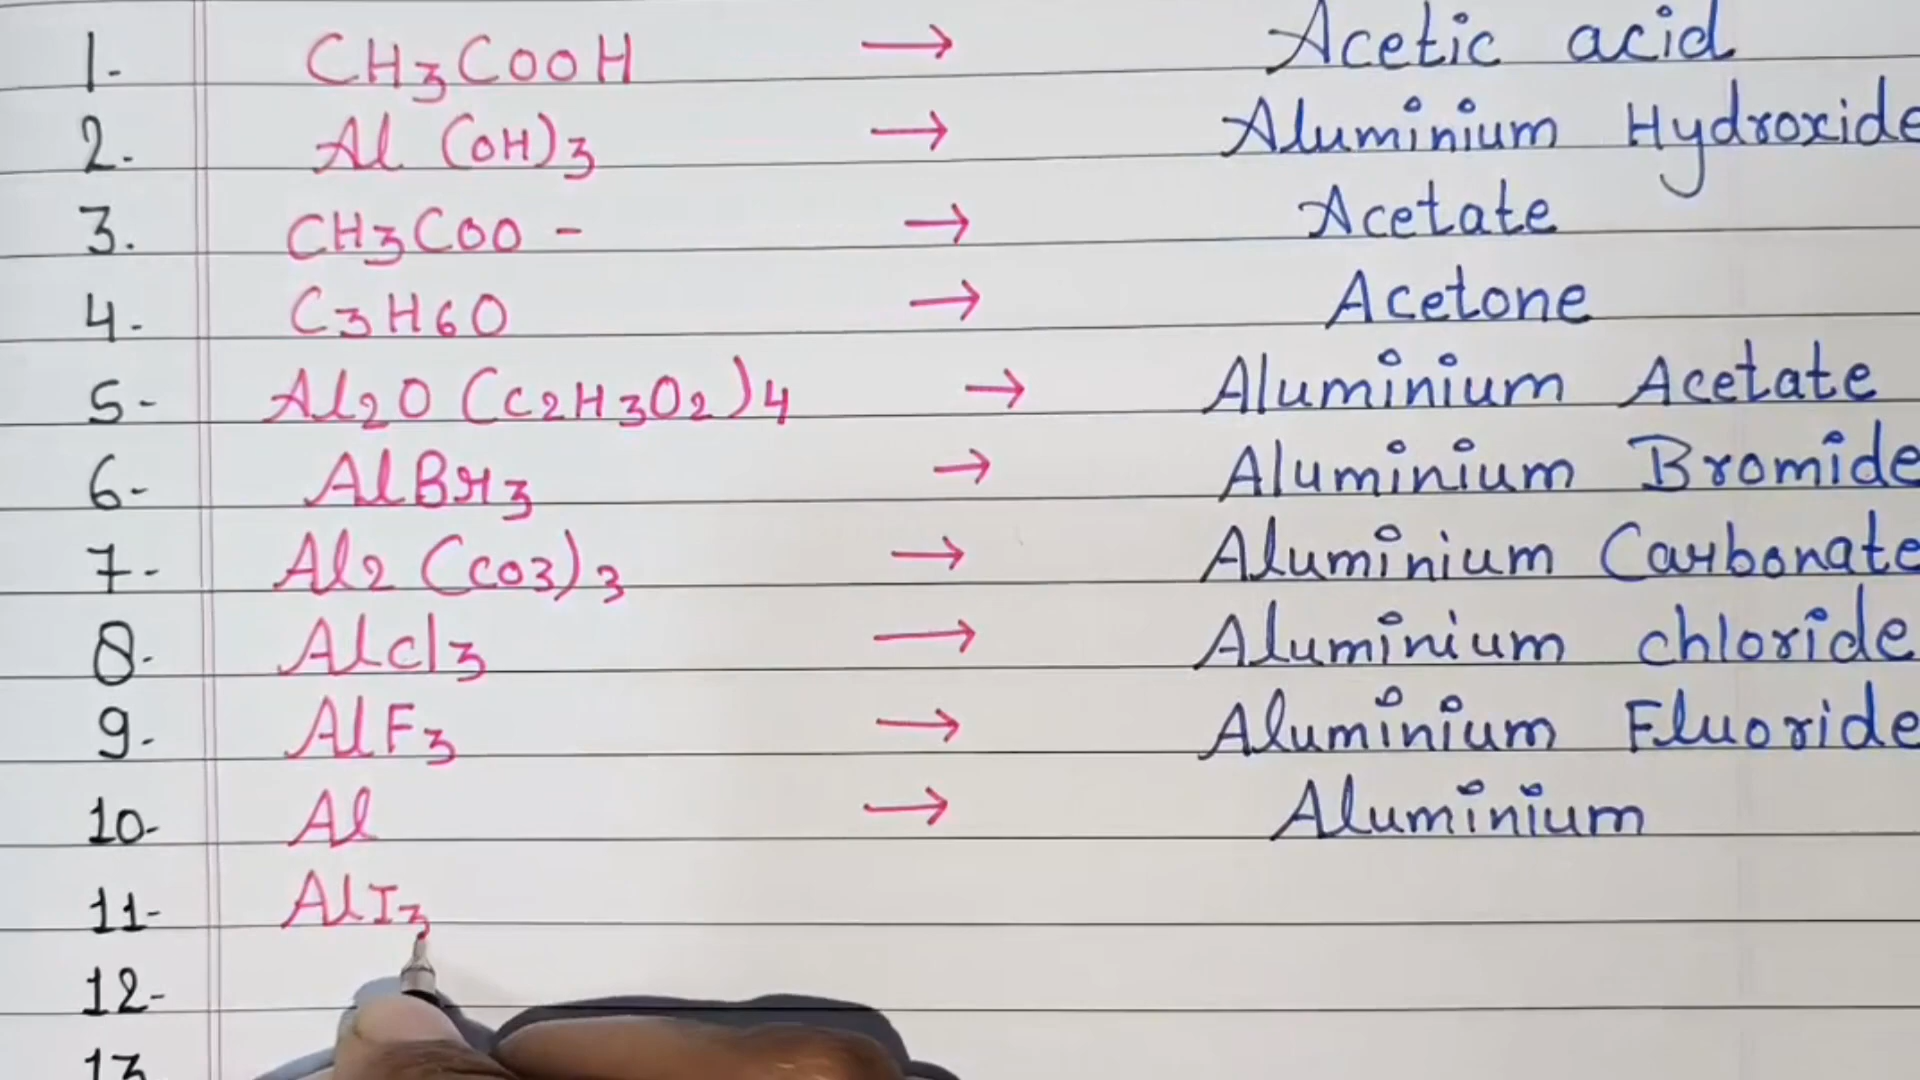 1- CH3COOH → Acetic acid
2- Al (OH)3 → Aluminium Hydroxide
3. CH3COO - → Acetate
4- C3H6O → Acetone
5- Al2O (C2H3O2)4 → Aluminium Acetate
6- AlBr3 → Aluminium Bromide
7- Al2 (CO3)3 → Aluminium Carbonate
8- AlCl3 → Aluminium chloride
9- AlF3 → Aluminium Fluoride
10- Al → Aluminium
11- AlI3
12-
13